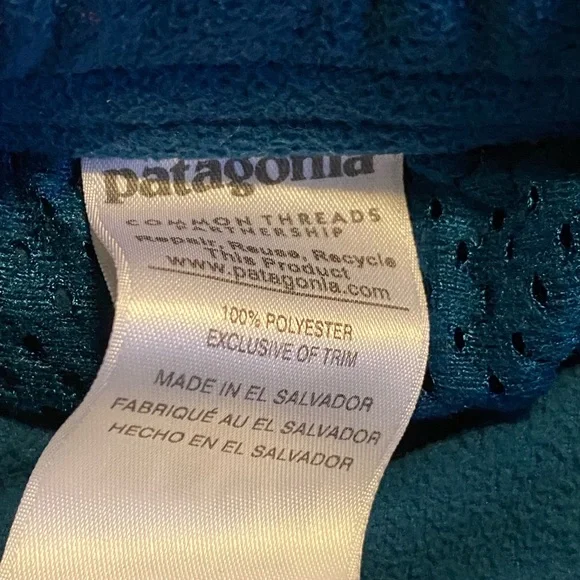 patagonia
COMMON THREADS
PARTNERSHIP
Repair, Reuse, Recycle
This Product
www.patagonia.com
100% POLYESTER
EXCLUSIVE OF TRIM
MADE IN EL SALVADOR
FABRIQUÉ AU EL SALVADOR
HECHO EN EL SALVADOR